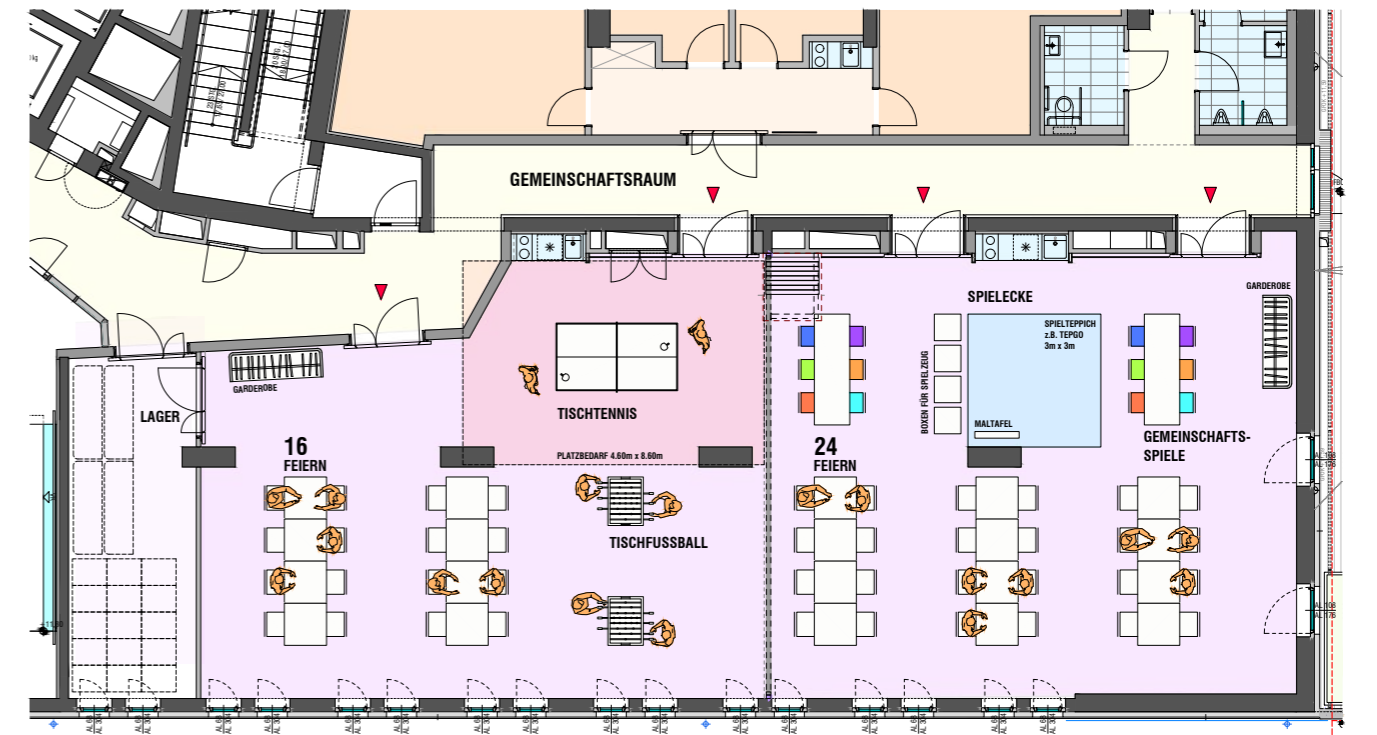 GEMEINSCHAFTSRAUM
GARDEROBE
SPIELECKE
SPIELTEPPICH
z.B. TEPGO
3m x 3m
BOXEN FÜR SPIELZEUG
MALTAFEL
GARDEROBE
LAGER
TISCHTENNIS
PLATZBEDARF 4.60m x 8.60m
16
FEIERN
24
FEIERN
GEMEINSCHAFTS-
SPIELE
TISCHFUSSBALL